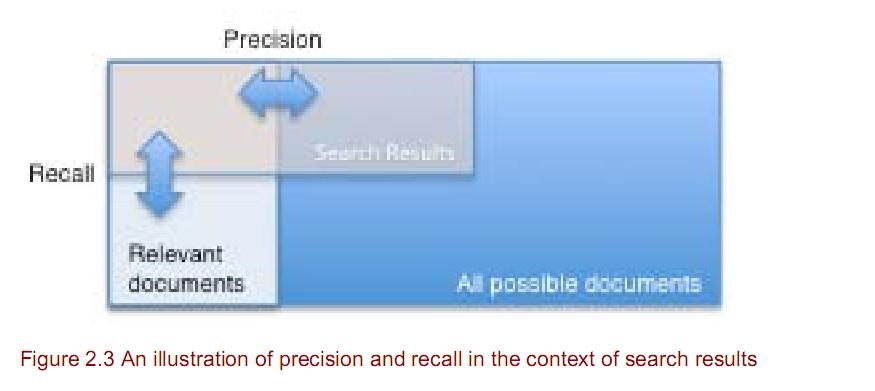 Precision
Search Results
Recall
Relevant
documents
All possible documents
Figure 2.3 An illustration of precision and recall in the context of search results